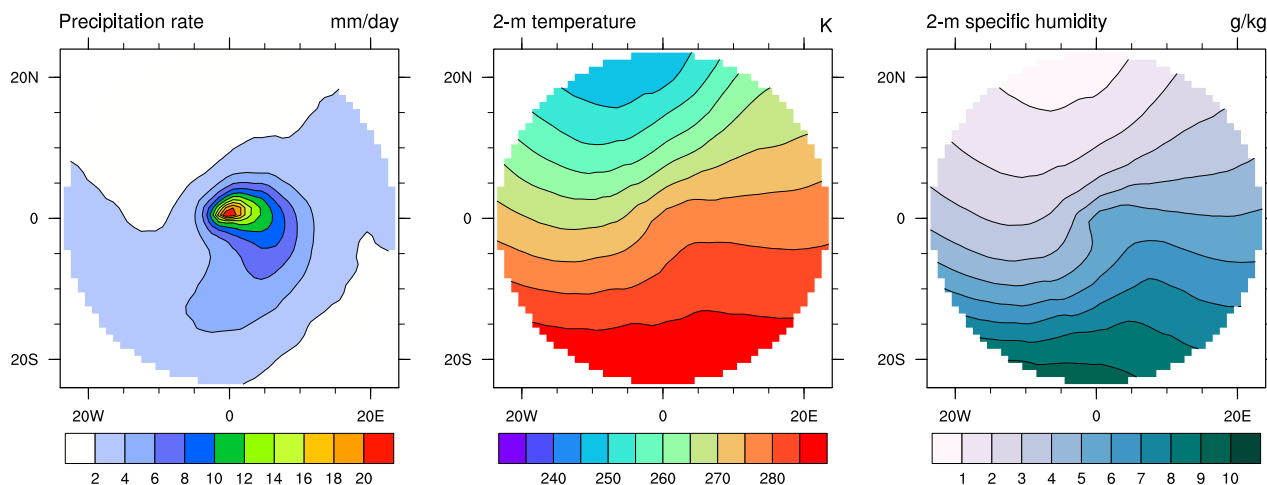 Precipitation rate mm/day
2-m temperature K
2-m specific humidity g/kg
20N
0
20S
20W 0 20E
2 4 6 8 10 12 14 16 18 20
20N
0
20S
20W 0 20E
240 250 260 270 280
20N
0
20S
20W 0 20E
1 2 3 4 5 6 7 8 9 10